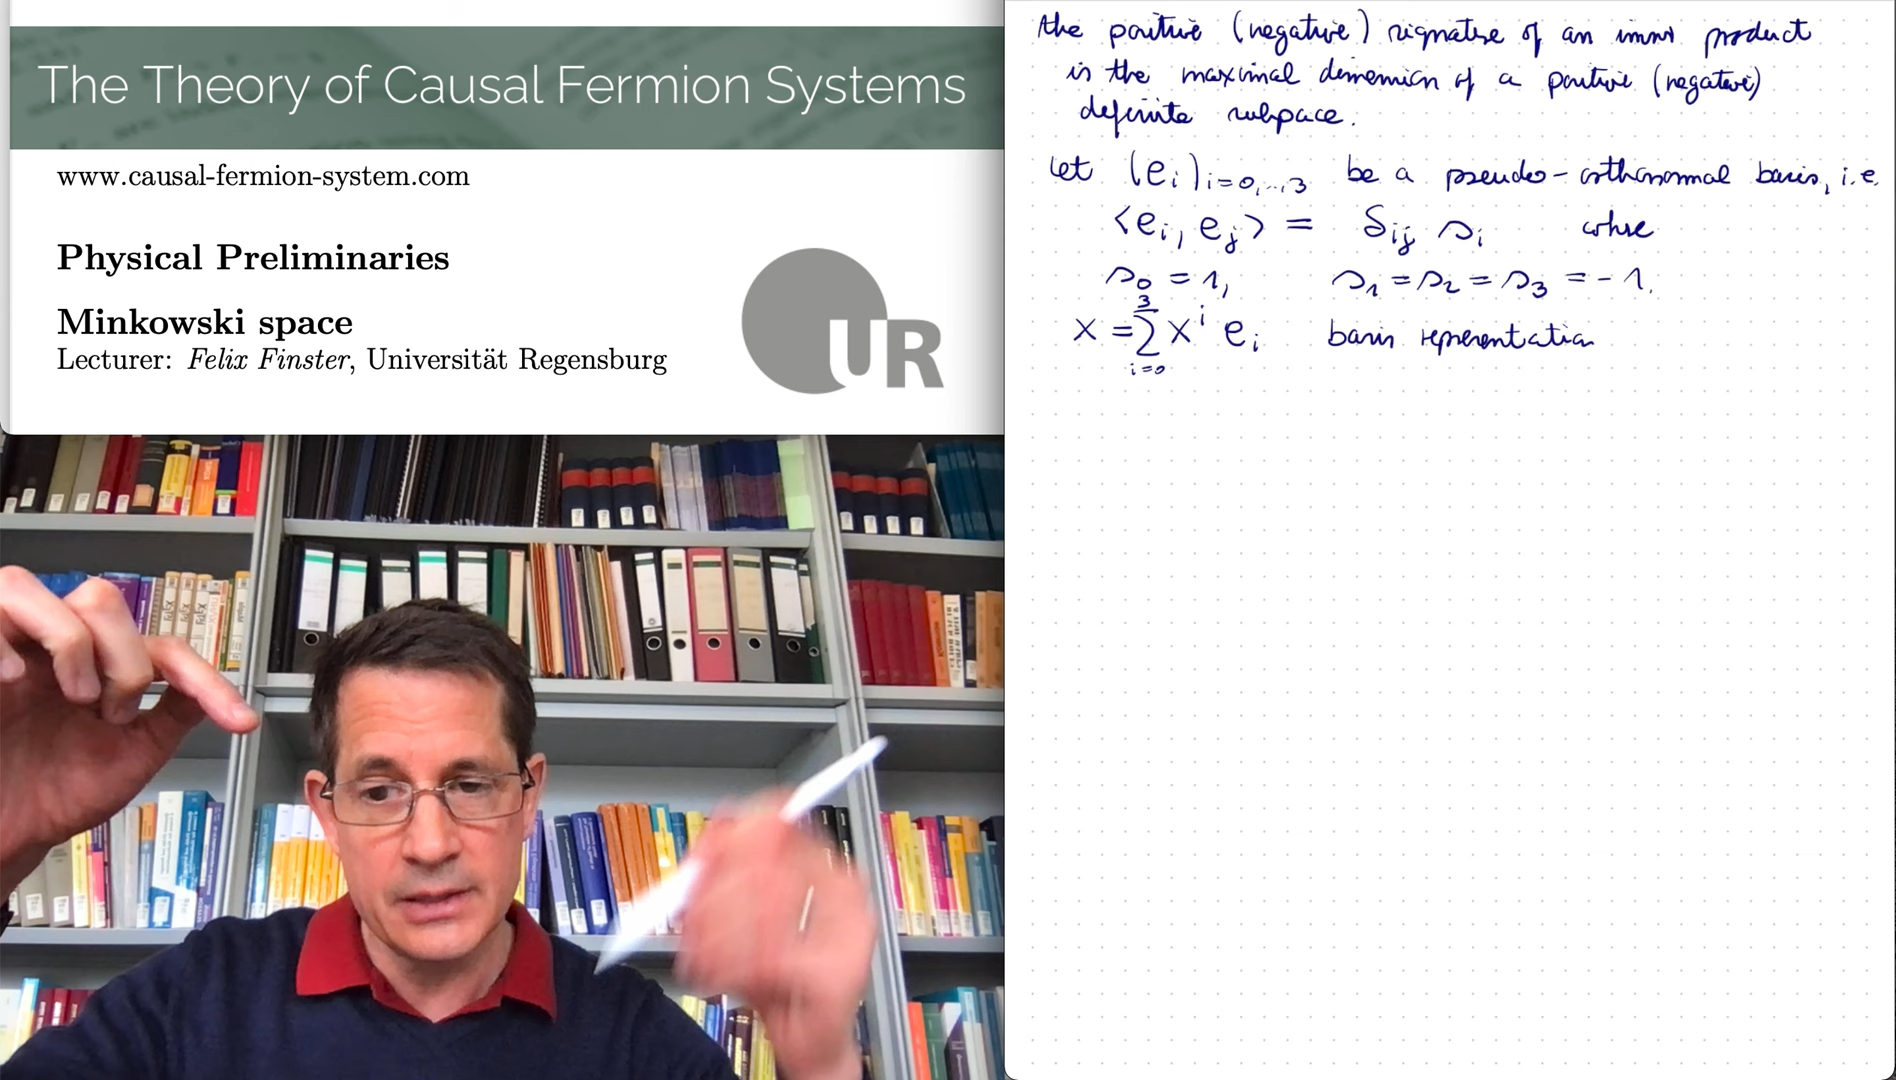 The Theory of Causal Fermion Systems
www.causal-fermion-system.com
Physical Preliminaries
Minkowski space
Lecturer: Felix Finster, Universität Regensburg
UR
the positive (negative) signature of an inner product
is the maximal dimension of a positive (negative)
definite subspace.
Let (e_i)_{i=0,...,3} be a pseudo-orthonormal basis, i.e.
<e_i, e_j> = δ_{ij} s_i where
s_0 = 1, s_1 = s_2 = s_3 = -1.
x = ∑_{i=0}^{3} x^i e_i basis representation